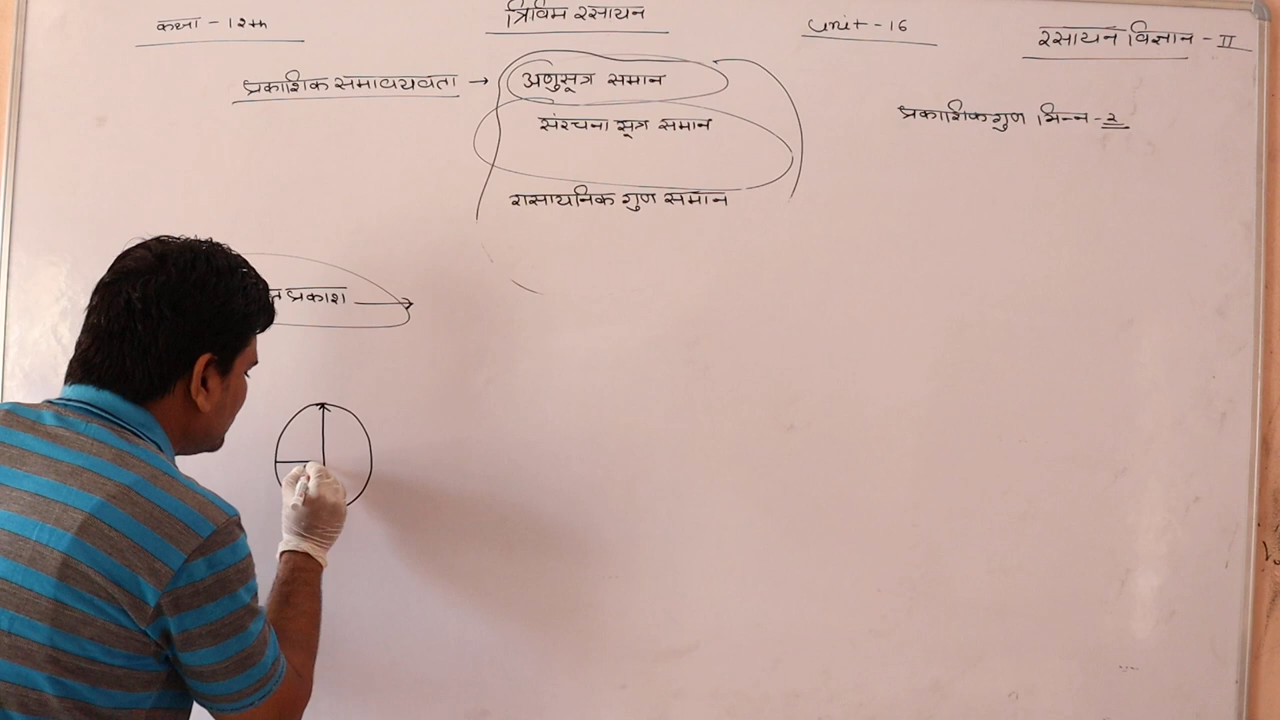 कक्षा - 12th
त्रिविम रसायन
Unit - 16
रसायन विज्ञान - II
प्रकाशिक समावयवता → अणुसूत्र समान
संरचना सूत्र समान
रासायनिक गुण समान
प्रकाशिक गुण भिन्न - २
प्रकाश →